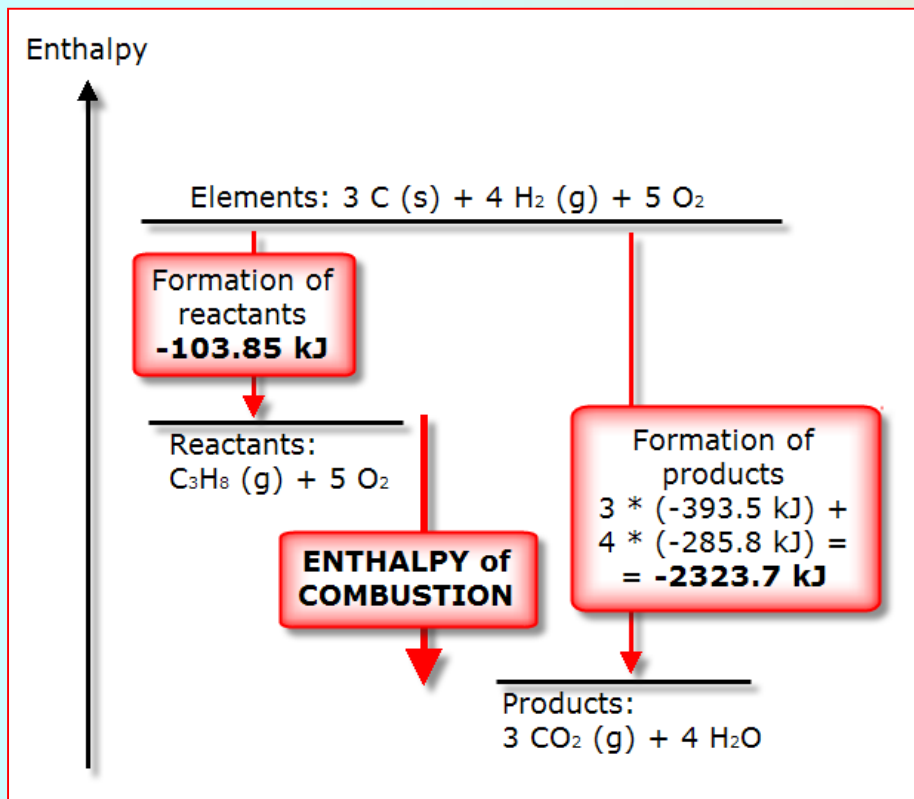 Enthalpy
Elements: 3 C (s) + 4 H₂ (g) + 5 O₂
Formation of
reactants
-103.85 kJ
Reactants:
C₃H₈ (g) + 5 O₂
ENTHALPY of
COMBUSTION
Formation of
products
3 * (-393.5 kJ) +
4 * (-285.8 kJ) =
= -2323.7 kJ
Products:
3 CO₂ (g) + 4 H₂O